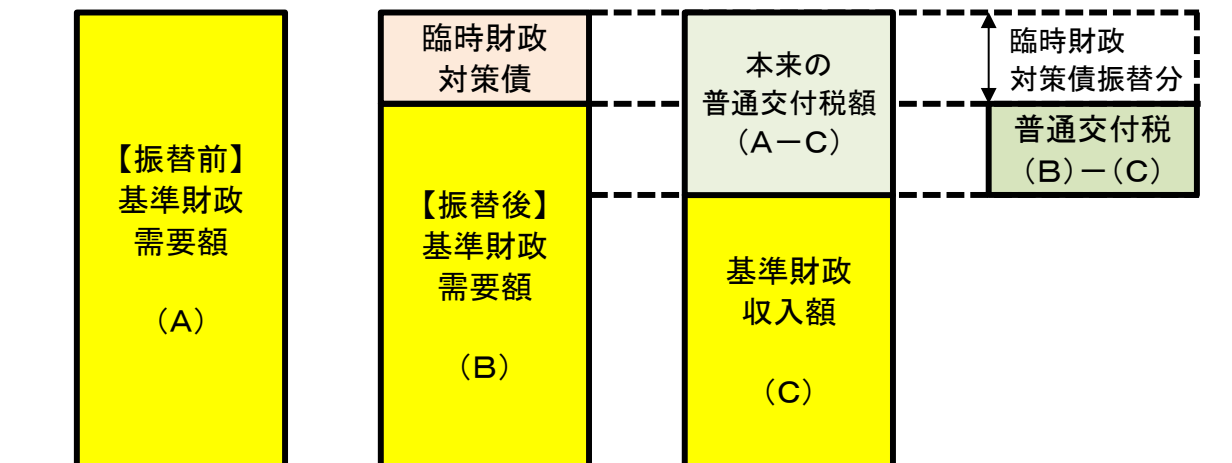 【振替前】
基準財政
需要額
（A）
臨時財政
対策債
【振替後】
基準財政
需要額
（B）
本来の
普通交付税額
（A－C）
基準財政
収入額
（C）
臨時財政
対策債振替分
普通交付税
（B）－（C）